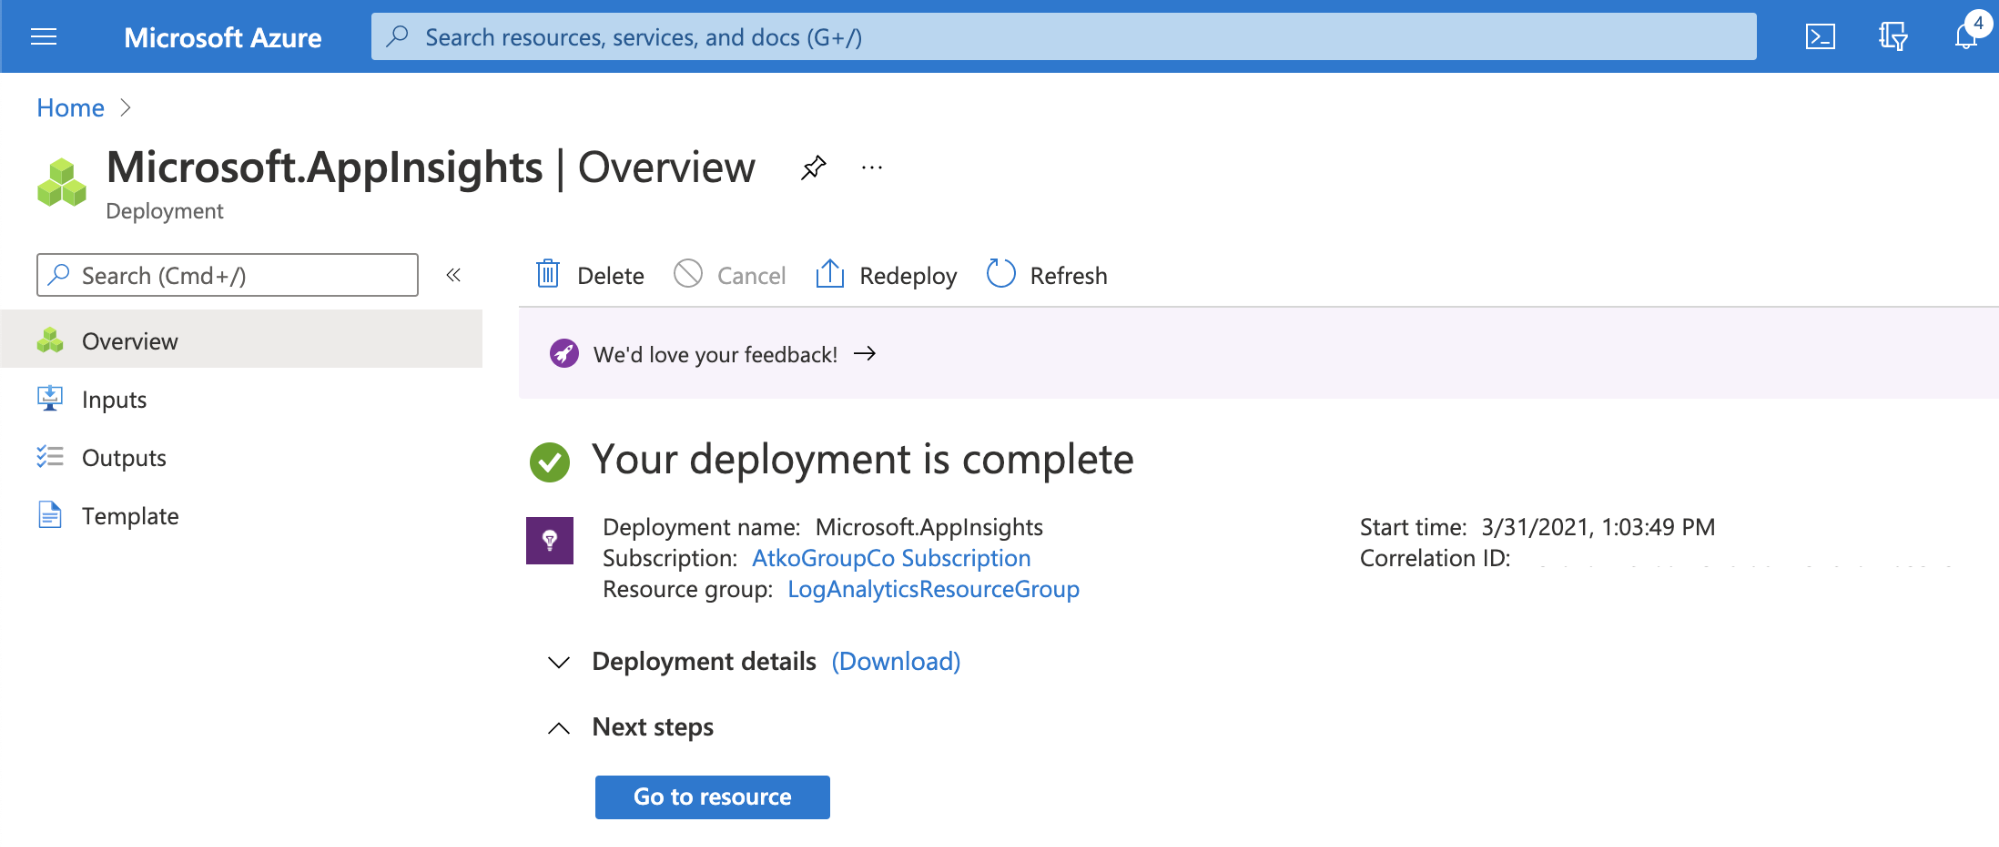 Microsoft Azure
Search resources, services, and docs (G+/)
4
Home
Microsoft.AppInsights | Overview
...
Deployment
Search (Cmd+/)
«
Delete
Cancel
Redeploy
Refresh
Overview
Inputs
Outputs
Template
We'd love your feedback! →
Your deployment is complete
Deployment name: Microsoft.AppInsights
Subscription: AtkoGroupCo Subscription
Resource group: LogAnalyticsResourceGroup
Start time: 3/31/2021, 1:03:49 PM
Correlation ID:
Deployment details (Download)
Next steps
Go to resource